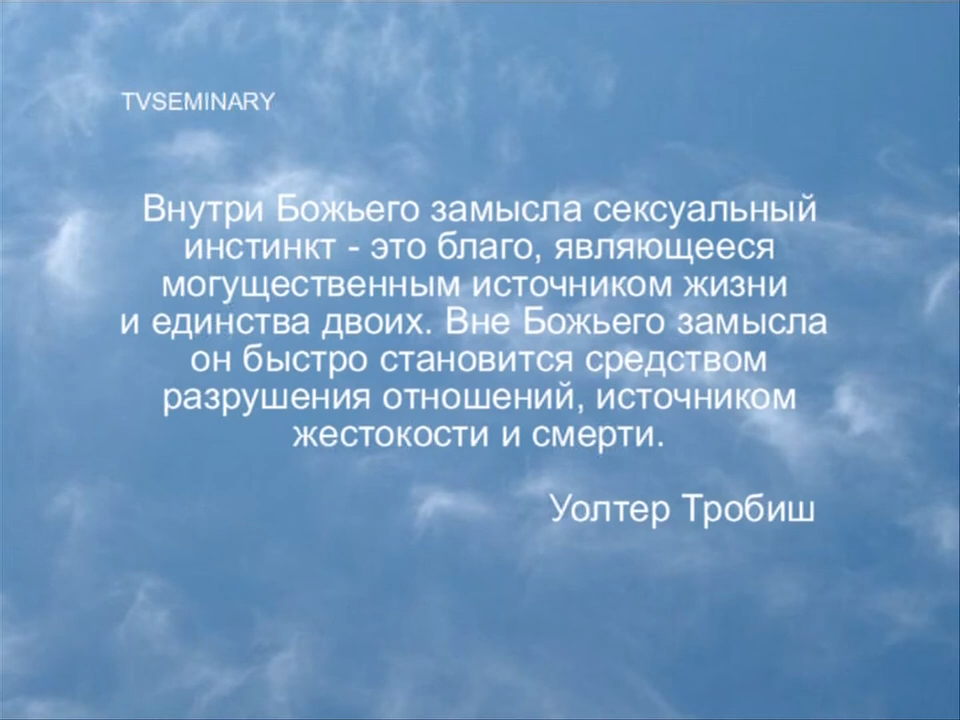 TVSEMINARY
Внутри Божьего замысла сексуальный
инстинкт - это благо, являющееся
могущественным источником жизни
и единства двоих. Вне Божьего замысла
он быстро становится средством
разрушения отношений, источником
жестокости и смерти.
Уолтер Тробиш